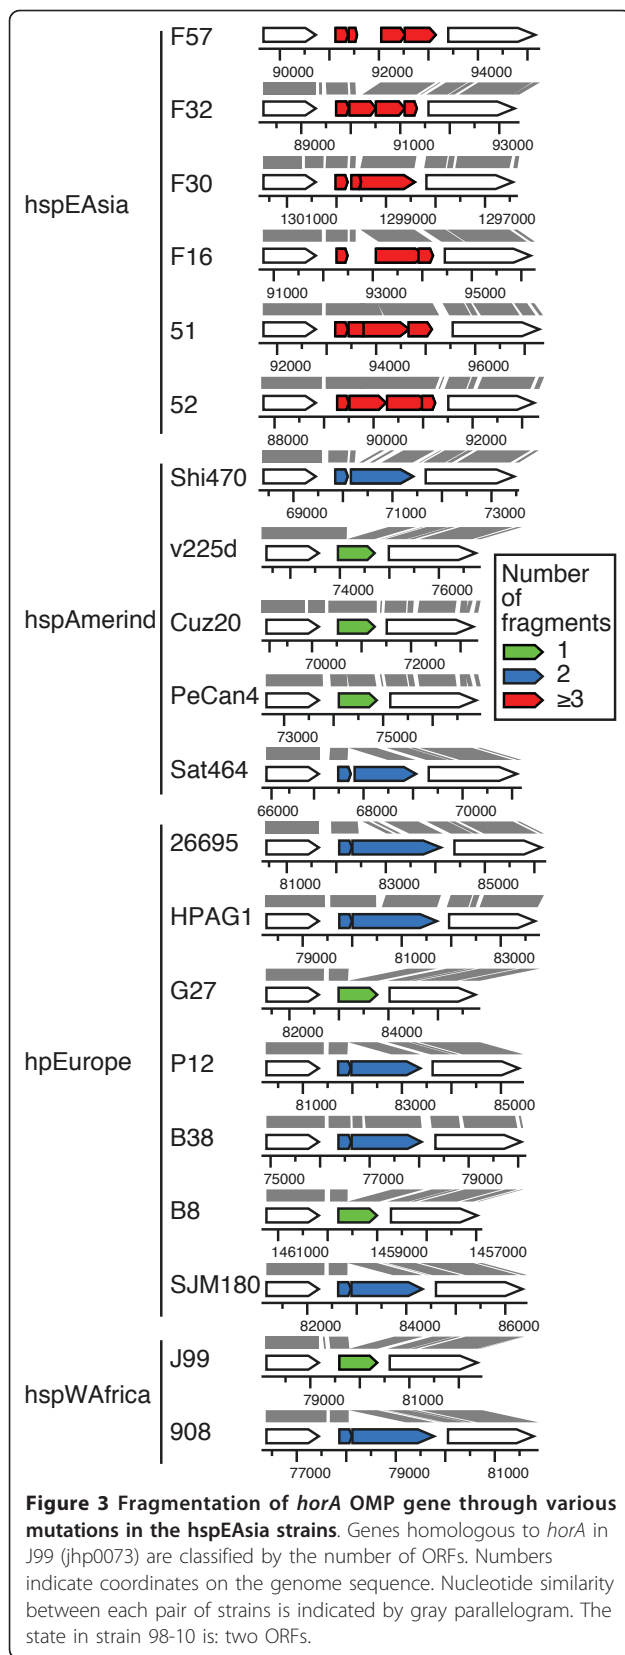 F57
90000 92000 94000
F32
89000 91000 93000
F30
1301000 1299000 1297000
hspEAsia
F16
91000 93000 95000
51
92000 94000 96000
52
88000 90000 92000
Shi470
69000 71000 73000
v225d
74000 76000
hspAmerind
Cuz20
70000 72000
PeCan4
73000 75000
Sat464
66000 68000 70000
Number
of
fragments
1
2
≥3
26695
81000 83000 85000
HPAG1
79000 81000 83000
G27
82000 84000
hpEurope
P12
81000 83000 85000
B38
75000 77000 79000
B8
1461000 1459000 1457000
SJM180
82000 84000 86000
J99
79000 81000
hspWAfrica
908
77000 79000 81000
Figure 3 Fragmentation of horA OMP gene through various
mutations in the hspEAsia strains. Genes homologous to horA in
J99 (jhp0073) are classified by the number of ORFs. Numbers
indicate coordinates on the genome sequence. Nucleotide similarity
between each pair of strains is indicated by gray parallelogram. The
state in strain 98-10 is: two ORFs.